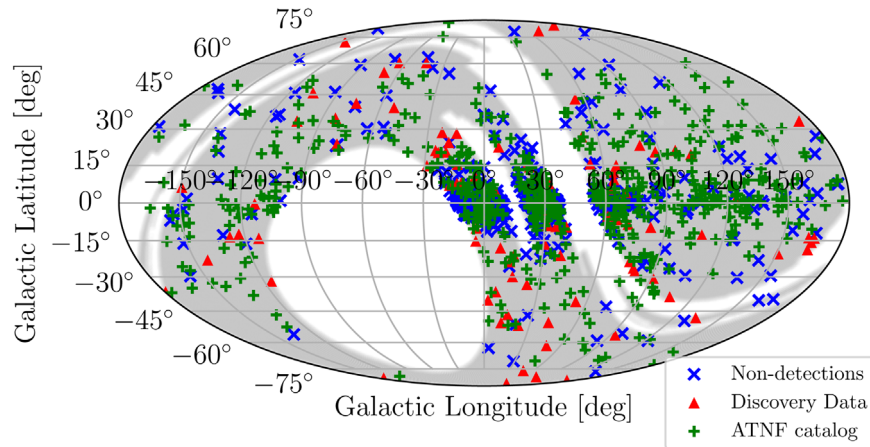 75°
60°
45°
30°
15°
0°
−15°
−30°
−45°
−60°
−75°
Galactic Latitude [deg]
−150° −120° −90° −60° −30° 0° 30° 60° 90° 120° 150°
Galactic Longitude [deg]
Non-detections
Discovery Data
ATNF catalog